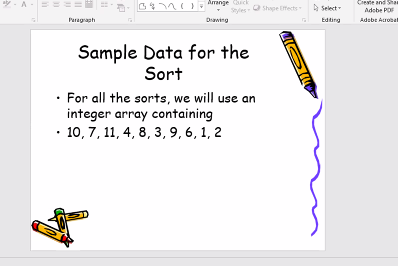 Arrange
Quick
Styles
Shape Effects
Select
Create and Share
Adobe PDF
Paragraph
Drawing
Editing
Adobe Acrobat
Sample Data for the
Sort
• For all the sorts, we will use an
integer array containing
• 10, 7, 11, 4, 8, 3, 9, 6, 1, 2